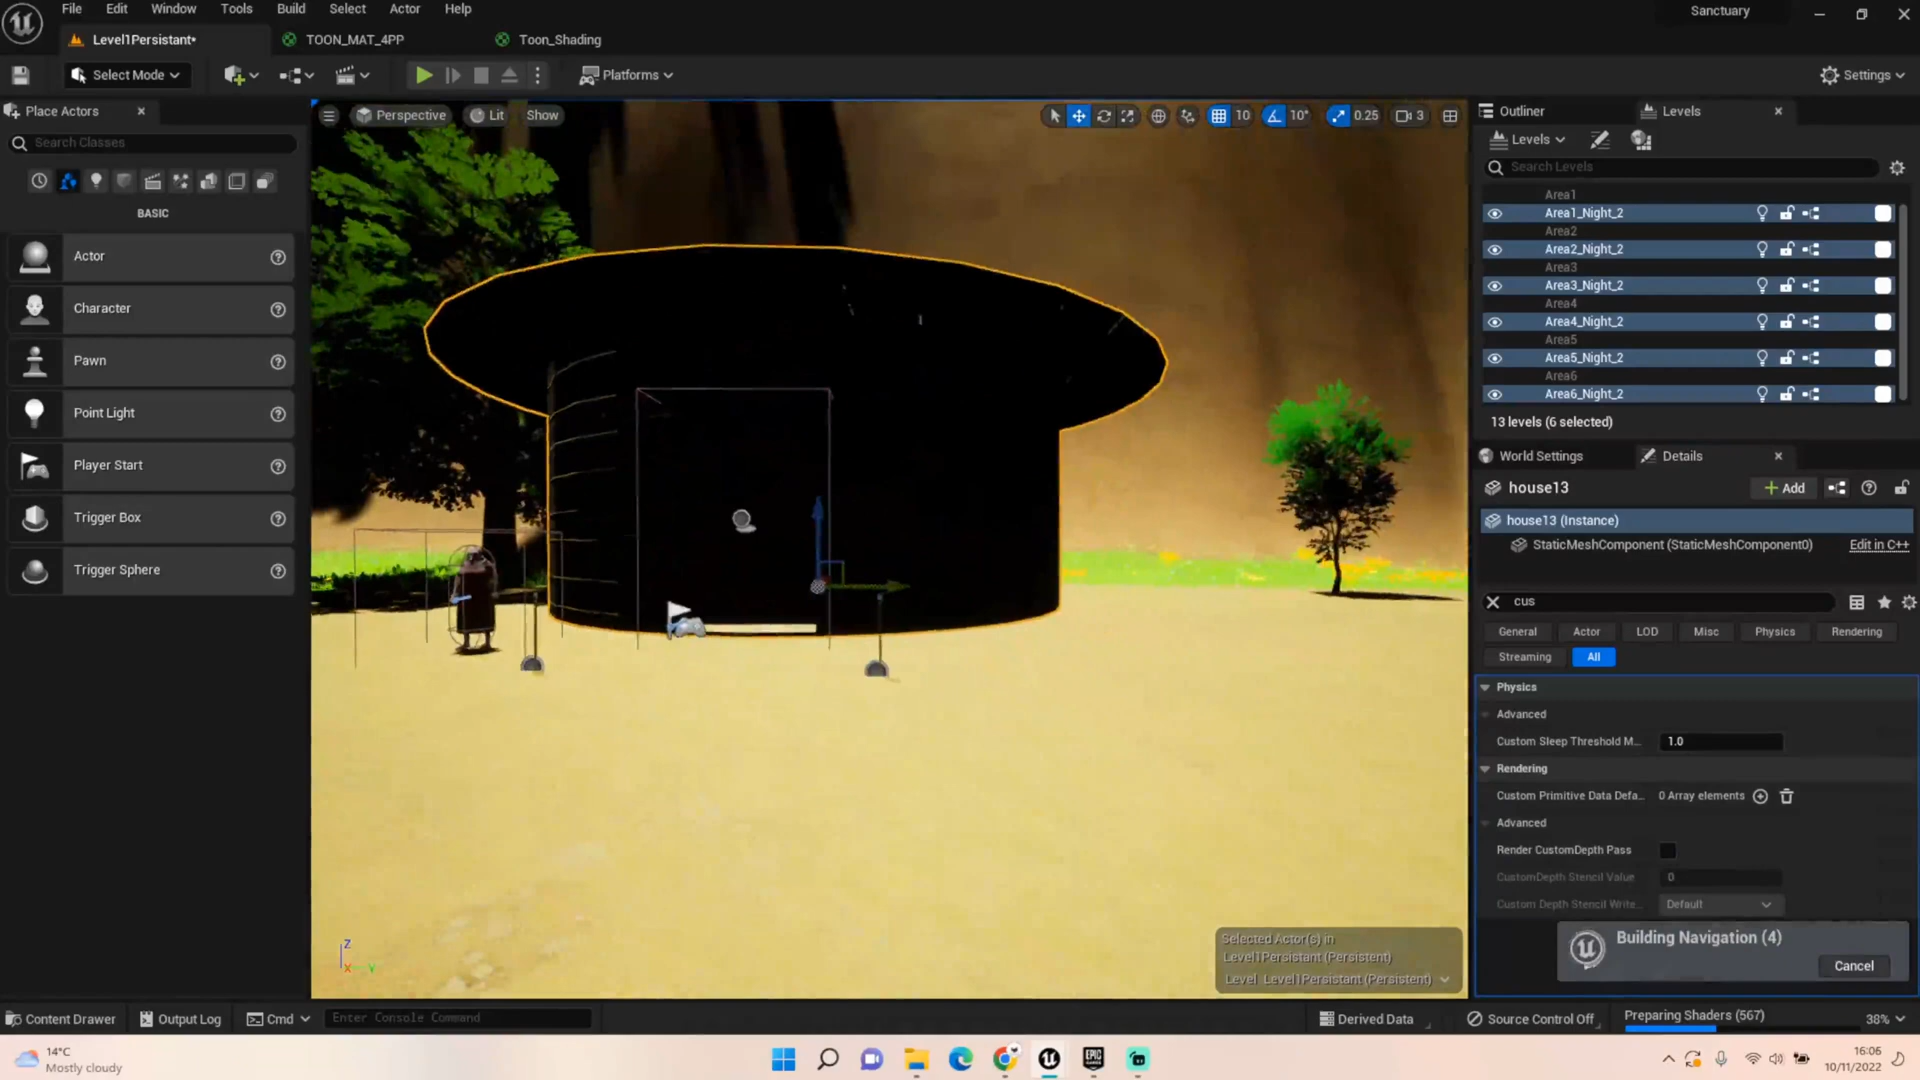 File Edit Window Tools Build Select Actor Help
Sanctuary
Level1Persistant*
TOON_MAT_4PP
Toon_Shading
Select Mode
Platforms
Settings
Place Actors
Search Classes
BASIC
Actor
Character
Pawn
Point Light
Player Start
Trigger Box
Trigger Sphere
Perspective
Lit
Show
10
10°
0.25
3
Outliner
Levels
Levels
Search Levels
Area1
Area1_Night_2
Area2
Area2_Night_2
Area3
Area3_Night_2
Area4
Area4_Night_2
Area5
Area5_Night_2
Area6
Area6_Night_2
13 levels (6 selected)
World Settings
Details
house13
+ Add
house13 (Instance)
StaticMeshComponent (StaticMeshComponent0)
Edit in C++
cus
General Actor LOD Misc Physics Rendering
Streaming All
Physics
Advanced
Custom Sleep Threshold M... 1.0
Rendering
Custom Primitive Data Defa... 0 Array elements
Advanced
Render CustomDepth Pass
CustomDepth Stencil Value 0
Custom Depth Stencil Write... Default
Building Navigation (4)
Cancel
Selected Actor(s) in
Level1Persistant (Persistent)
Level Level1Persistant (Persistent)
Z
X Y
Content Drawer
Output Log
Cmd
Enter Console Command
Derived Data
Source Control Off
Preparing Shaders (567)
38%
14°C
Mostly cloudy
EPIC
16:06
10/11/2022